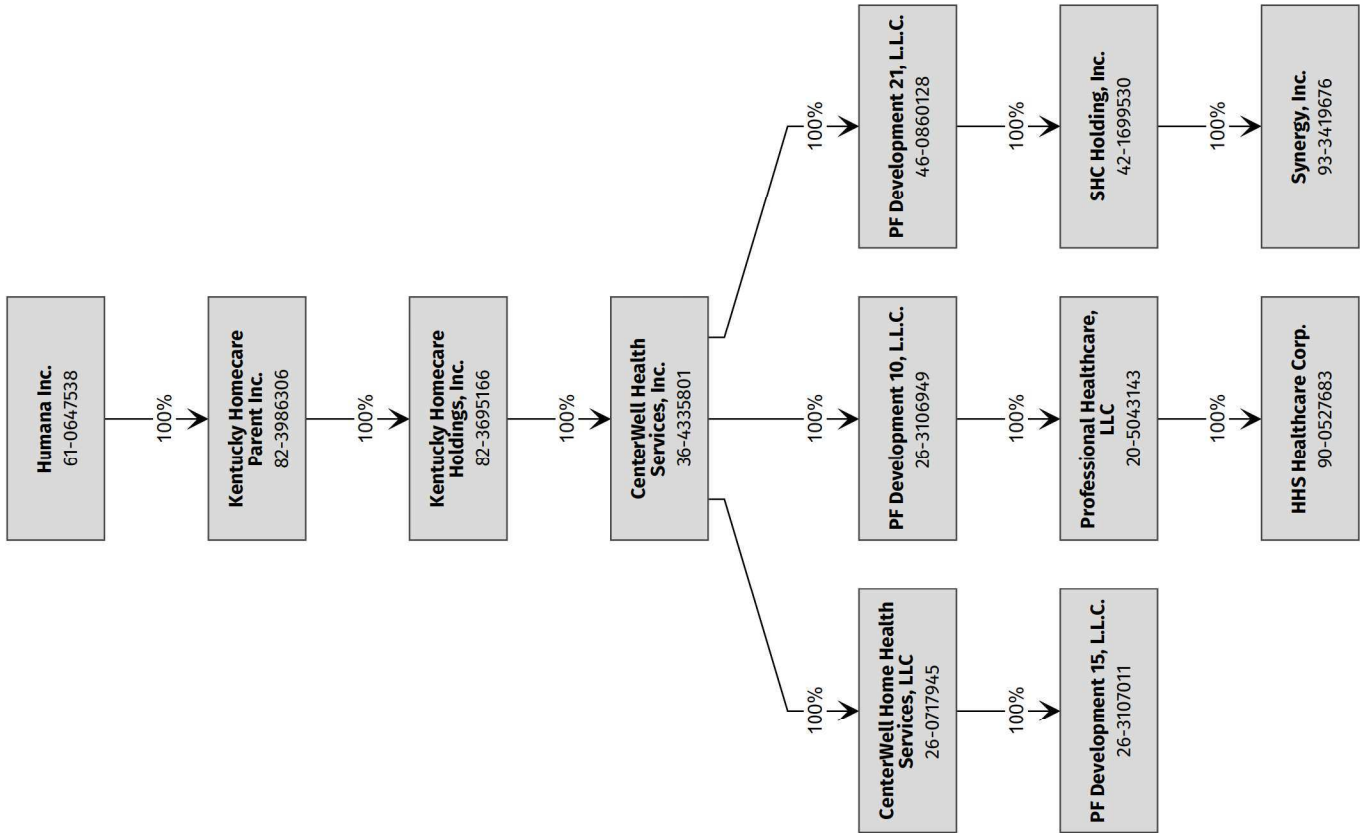 Humana Inc.
61-0647538
100%
Kentucky Homecare
Parent Inc.
82-3986306
100%
Kentucky Homecare
Holdings, Inc.
82-3695166
100%
CenterWell Health
Services, Inc.
36-4335801
100%
CenterWell Home Health
Services, LLC
26-0717945
100%
PF Development 15, L.L.C.
26-3107011
100%
PF Development 10, L.L.C.
26-3106949
100%
Professional Healthcare,
LLC
20-5043143
100%
HHS Healthcare Corp.
90-0527683
100%
PF Development 21, L.L.C.
46-0860128
100%
SHC Holding, Inc.
42-1699530
100%
Synergy, Inc.
93-3419676